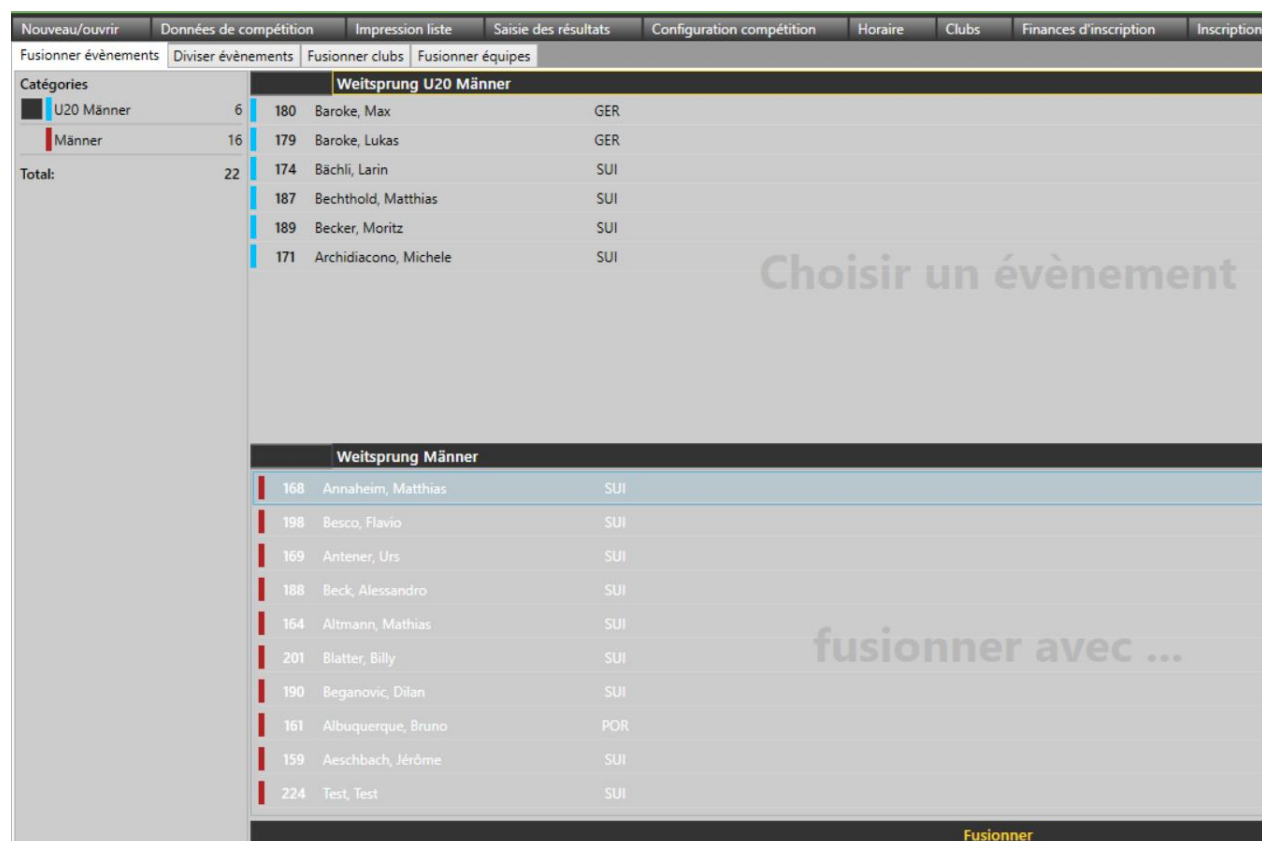 Nouveau/ouvrir Données de compétition Impression liste Saisie des résultats Configuration compétition Horaire Clubs Finances d'inscription Inscription
Fusionner évènements Diviser évènements Fusionner clubs Fusionner équipes
Catégories
U20 Männer 6
Männer 16
Total: 22
Weitsprung U20 Männer
180 Baroke, Max GER
179 Baroke, Lukas GER
174 Bächli, Larin SUI
187 Bechthold, Matthias SUI
189 Becker, Moritz SUI
171 Archidiacono, Michele SUI
Choisir un évènement
Weitsprung Männer
168 Annaheim, Matthias SUI
198 Besco, Flavio SUI
169 Antener, Urs SUI
188 Beck, Alessandro SUI
164 Altmann, Mathias SUI
201 Blatter, Billy SUI
190 Beganovic, Dilan SUI
161 Albuquerque, Bruno POR
159 Aeschbach, Jérôme SUI
224 Test, Test SUI
fusionner avec ...
Fusionner